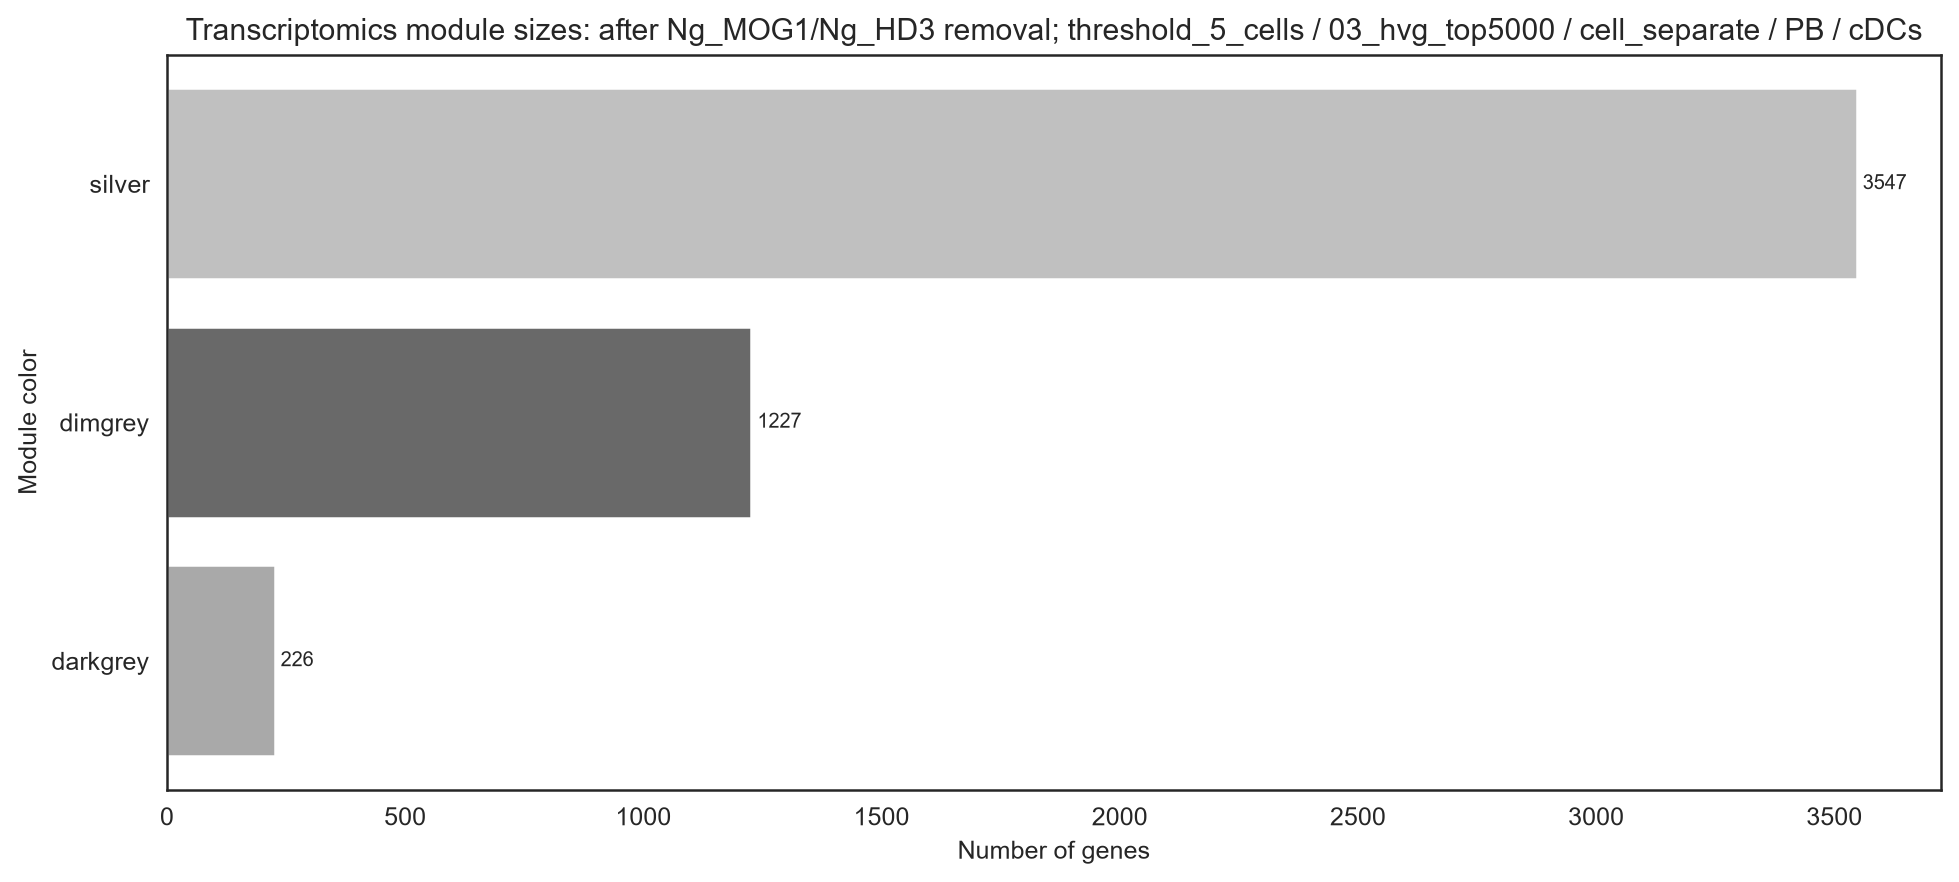 Transcriptomics module sizes: after Ng_MOG1/Ng_HD3 removal; threshold_5_cells / 03_hvg_top5000 / cell_separate / PB / cDCs
silver
3547
dimgrey
1227
darkgrey
226
Module color
0 500 1000 1500 2000 2500 3000 3500
Number of genes